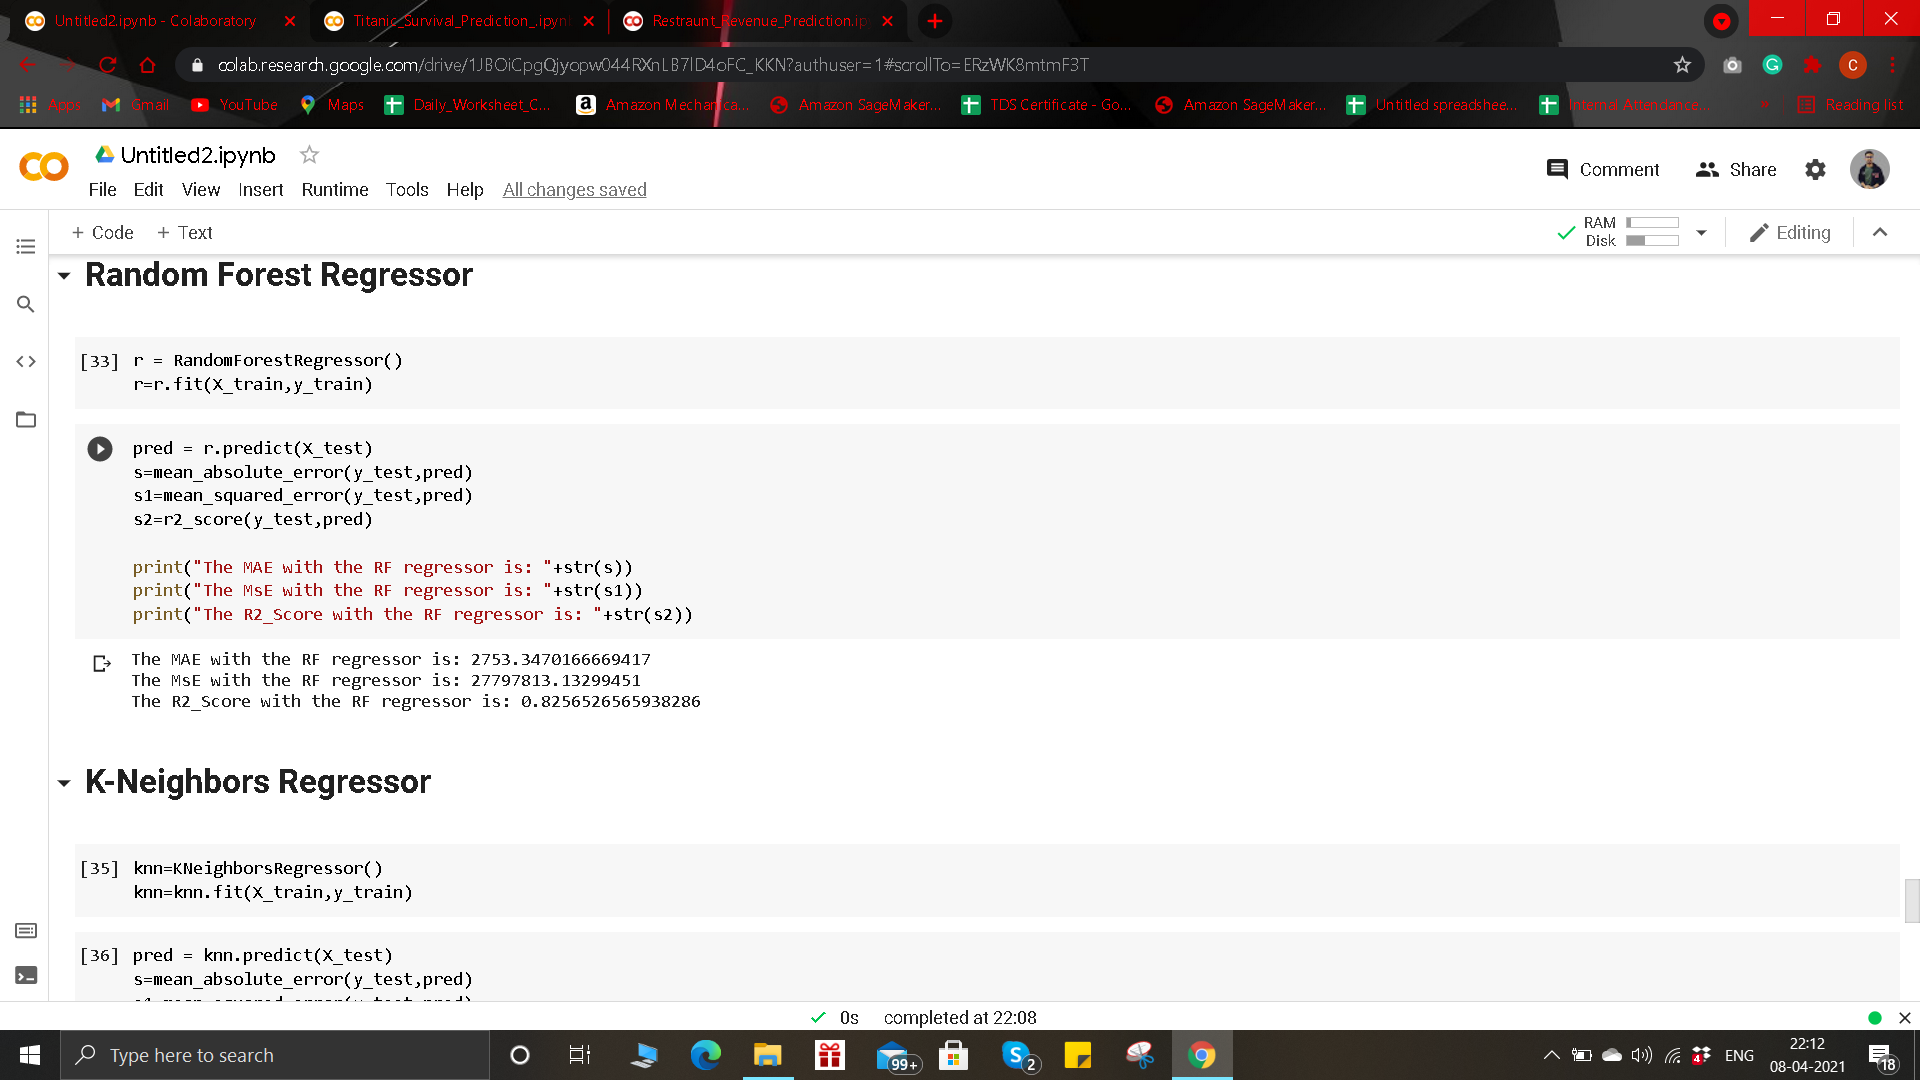 Untitled2.ipynb - Colaboratory
Titanic_Survival_Prediction_.ipyn
Restraunt_Revenue_Prediction.ip
colab.research.google.com/drive/1JBOiCpgQjyopw044RXnLB7lD4oFC_KKN?authuser=1#scrollTo=ERzWK8mtmF3T
C
Apps
Gmail
YouTube
Maps
Daily_Worksheet_C...
Amazon Mechanica...
Amazon SageMaker...
TDS Certificate - Go...
Amazon SageMaker...
Untitled spreadshee...
Internal Attendance...
»
Reading list
Untitled2.ipynb
Comment
Share
File Edit View Insert Runtime Tools Help All changes saved
+ Code + Text
RAM
Disk
Editing
Random Forest Regressor
[33] r = RandomForestRegressor()
r=r.fit(X_train,y_train)
pred = r.predict(X_test)
s=mean_absolute_error(y_test,pred)
s1=mean_squared_error(y_test,pred)
s2=r2_score(y_test,pred)
print("The MAE with the RF regressor is: "+str(s))
print("The MsE with the RF regressor is: "+str(s1))
print("The R2_Score with the RF regressor is: "+str(s2))
The MAE with the RF regressor is: 2753.3470166669417
The MsE with the RF regressor is: 27797813.13299451
The R2_Score with the RF regressor is: 0.8256526565938286
K-Neighbors Regressor
[35] knn=KNeighborsRegressor()
knn=knn.fit(X_train,y_train)
[36] pred = knn.predict(X_test)
s=mean_absolute_error(y_test,pred)
s1=mean_squared_error(y_test,pred)
0s completed at 22:08
Type here to search
99+
2
4
ENG
22:12
08-04-2021
18